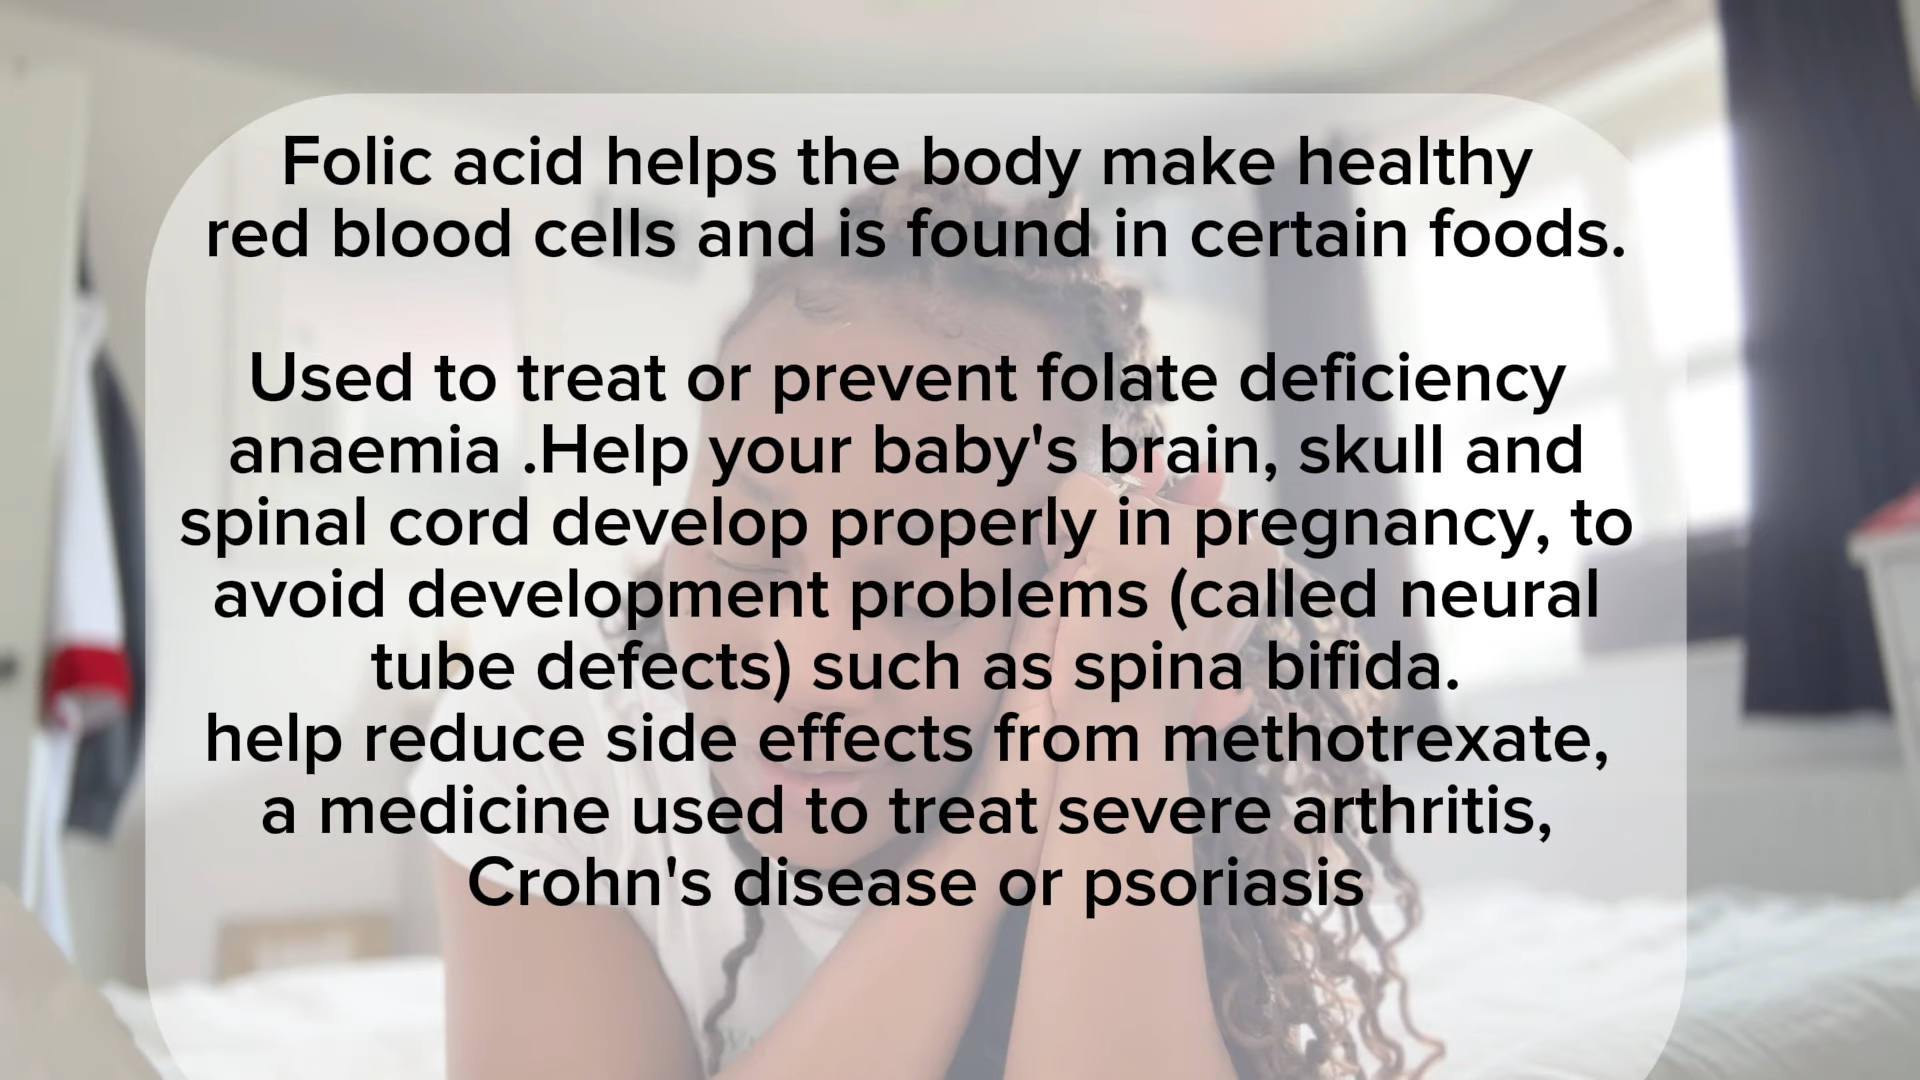 Folic acid helps the body make healthy
red blood cells and is found in certain foods.
Used to treat or prevent folate deficiency
anaemia .Help your baby's brain, skull and
spinal cord develop properly in pregnancy, to
avoid development problems (called neural
tube defects) such as spina bifida.
help reduce side effects from methotrexate,
a medicine used to treat severe arthritis,
Crohn's disease or psoriasis